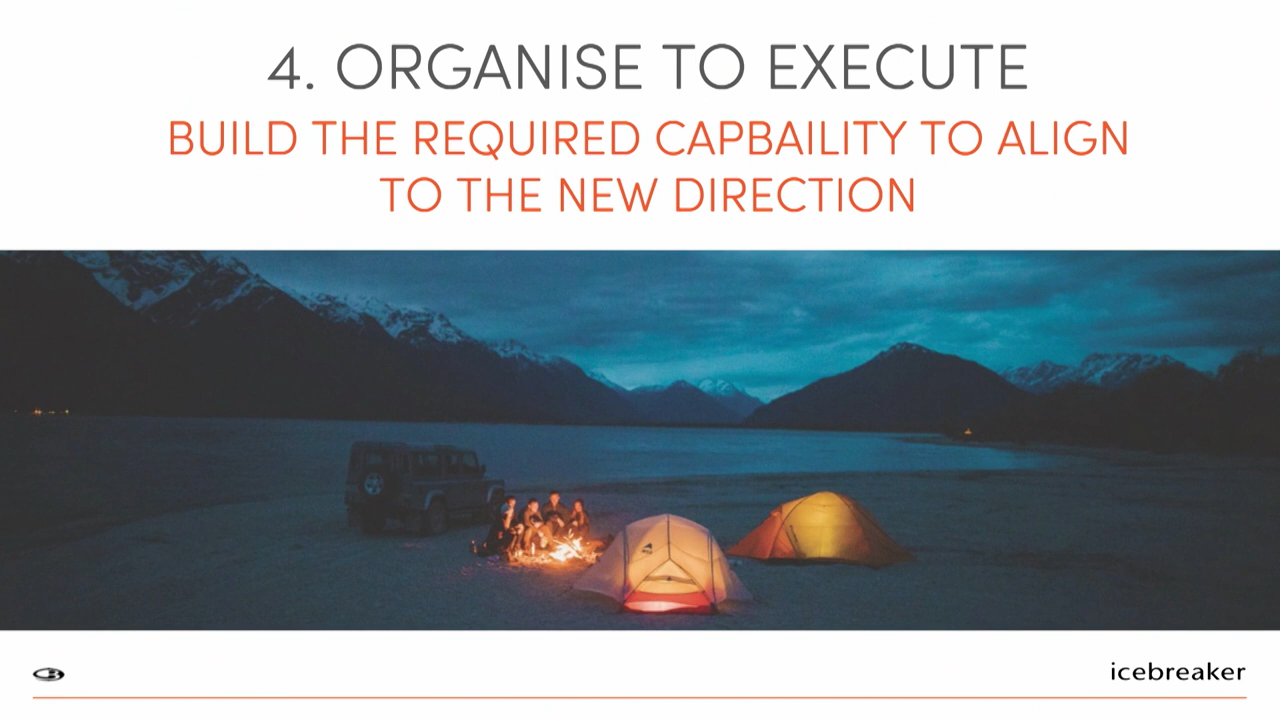 4. ORGANISE TO EXECUTE
BUILD THE REQUIRED CAPBAILITY TO ALIGN
TO THE NEW DIRECTION
icebreaker